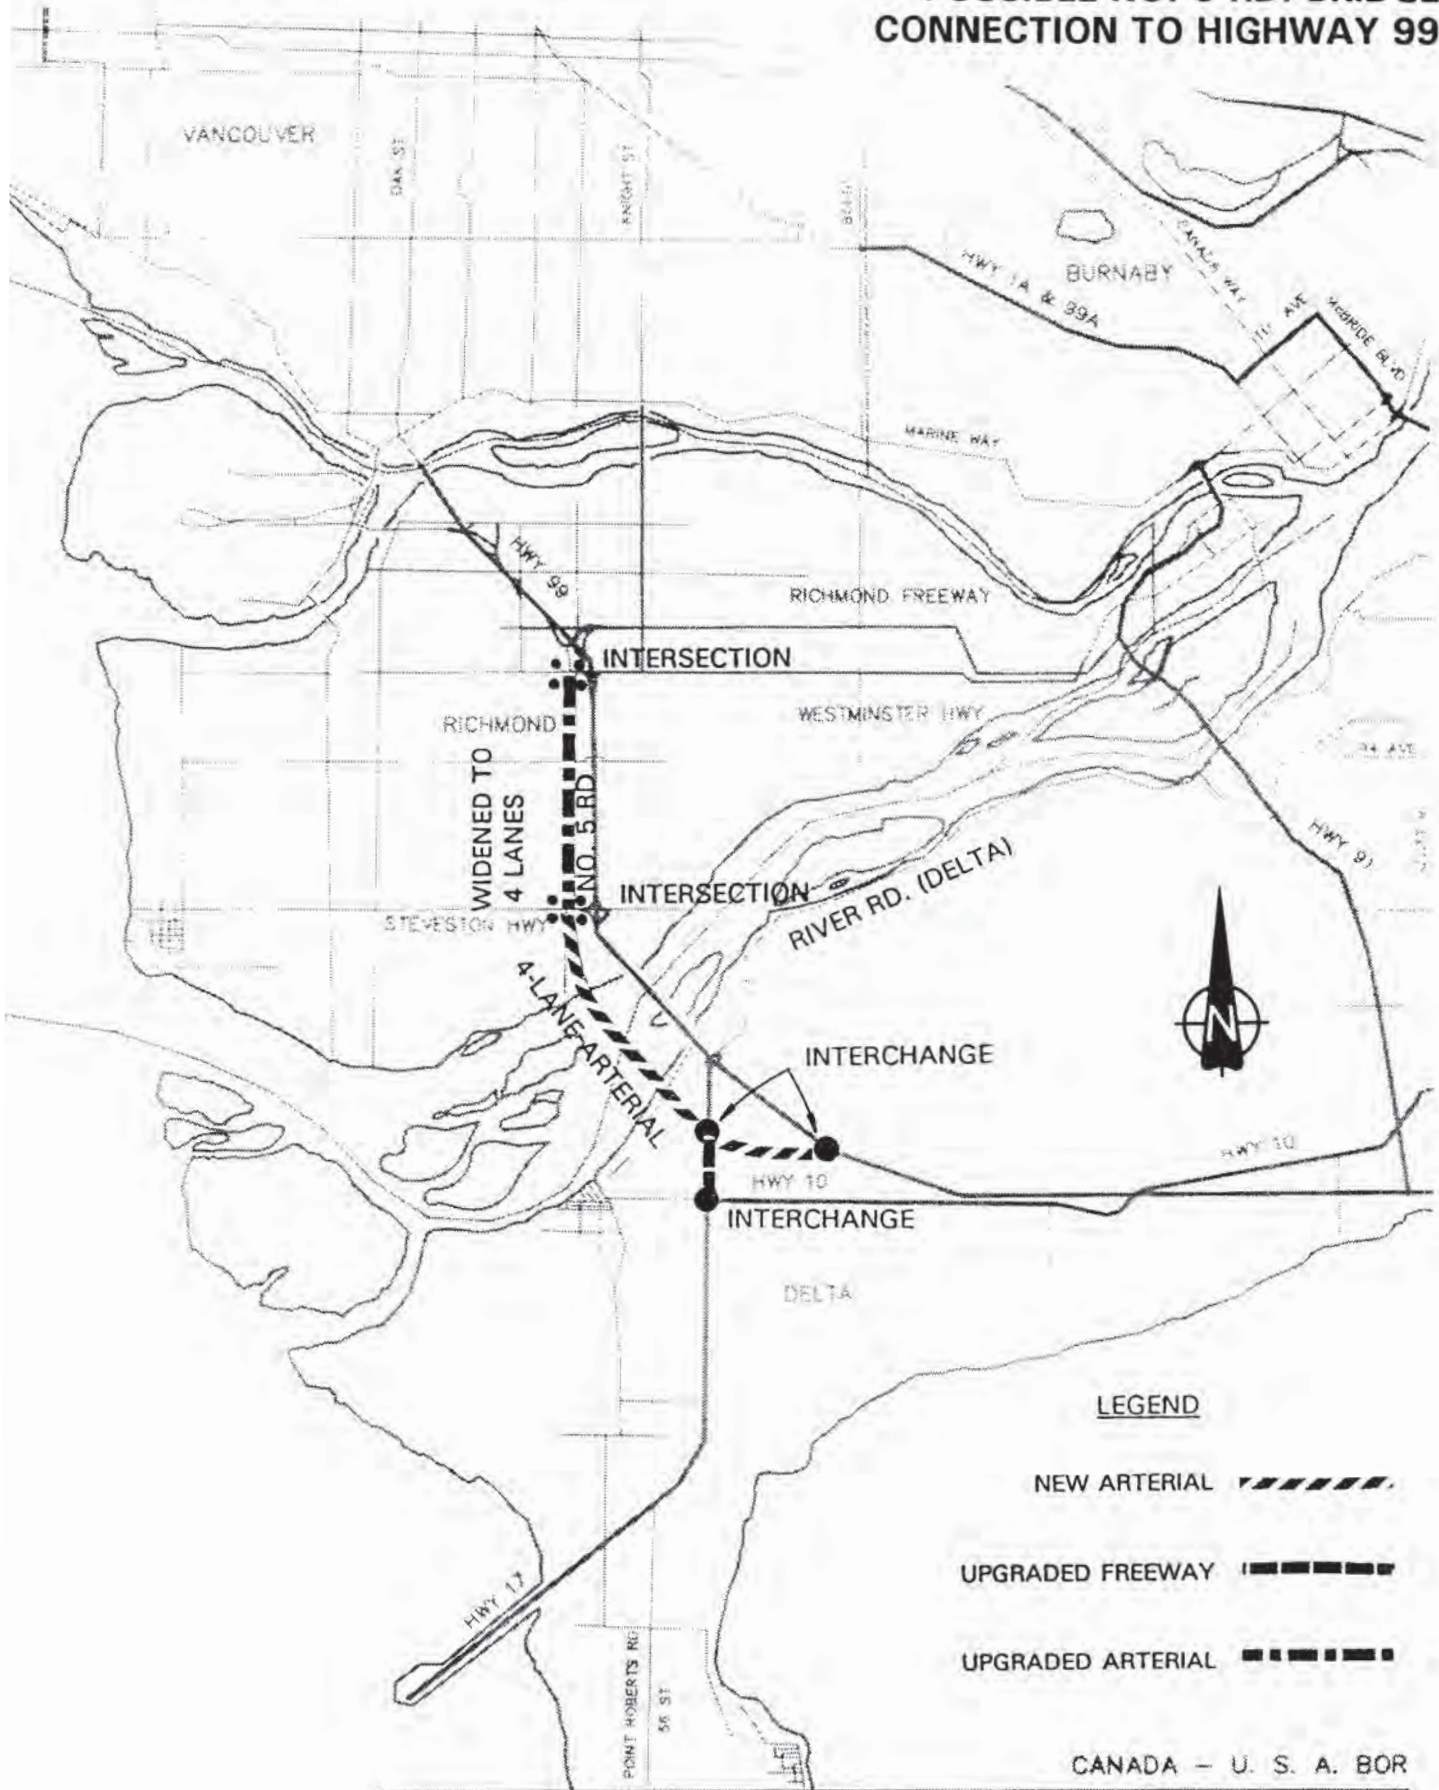 CONNECTION TO HIGHWAY 99
VANCOUVER
OAK ST
KNIGHT ST
CANADA WAY
BURNABY
HWY 1A & 99A
AVE
McBRIDE BLVD
MARINE WAY
HWY 99
RICHMOND FREEWAY
INTERSECTION
RICHMOND
WESTMINSTER HWY
WIDENED TO
4 LANES
NO. 5 RD
HWY 91
INTERSECTION
STEVESTON HWY
RIVER RD. (DELTA)
4-LANE ARTERIAL
N
INTERCHANGE
HWY 10
HWY 10
INTERCHANGE
DELTA
LEGEND
NEW ARTERIAL
UPGRADED FREEWAY
UPGRADED ARTERIAL
HWY 17
POINT ROBERTS RD
56 ST
CANADA - U. S. A. BOR